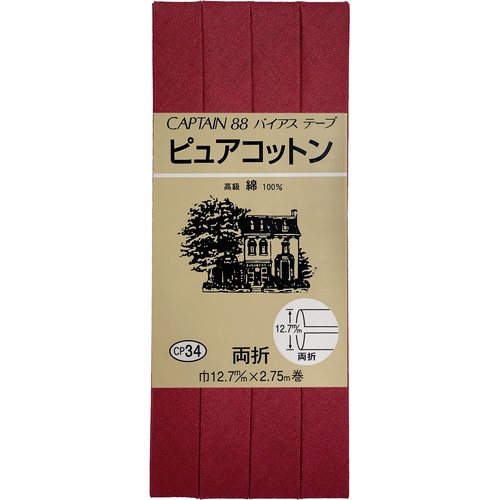 CAPTAIN 88 バイアス テープ
ピュアコットン
高級 綿 100%
12.7m/m
両折
CP34
両折
巾12.7m/m×2.75m巻